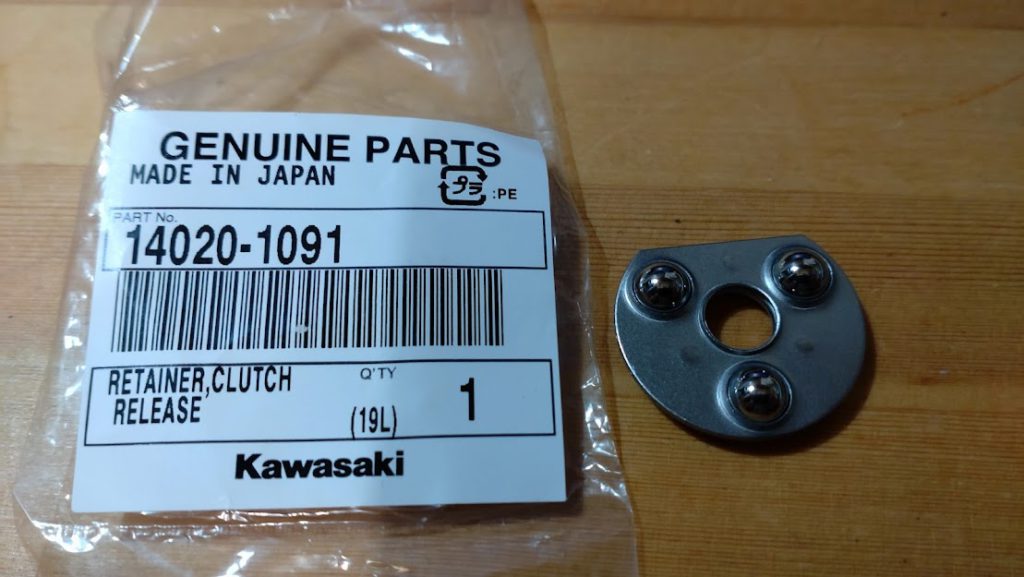 GENUINE PARTS
MADE IN JAPAN
プラ :PE
PART No.
14020-1091
RETAINER,CLUTCH
RELEASE
Q'TY
(19L)
1
Kawasaki